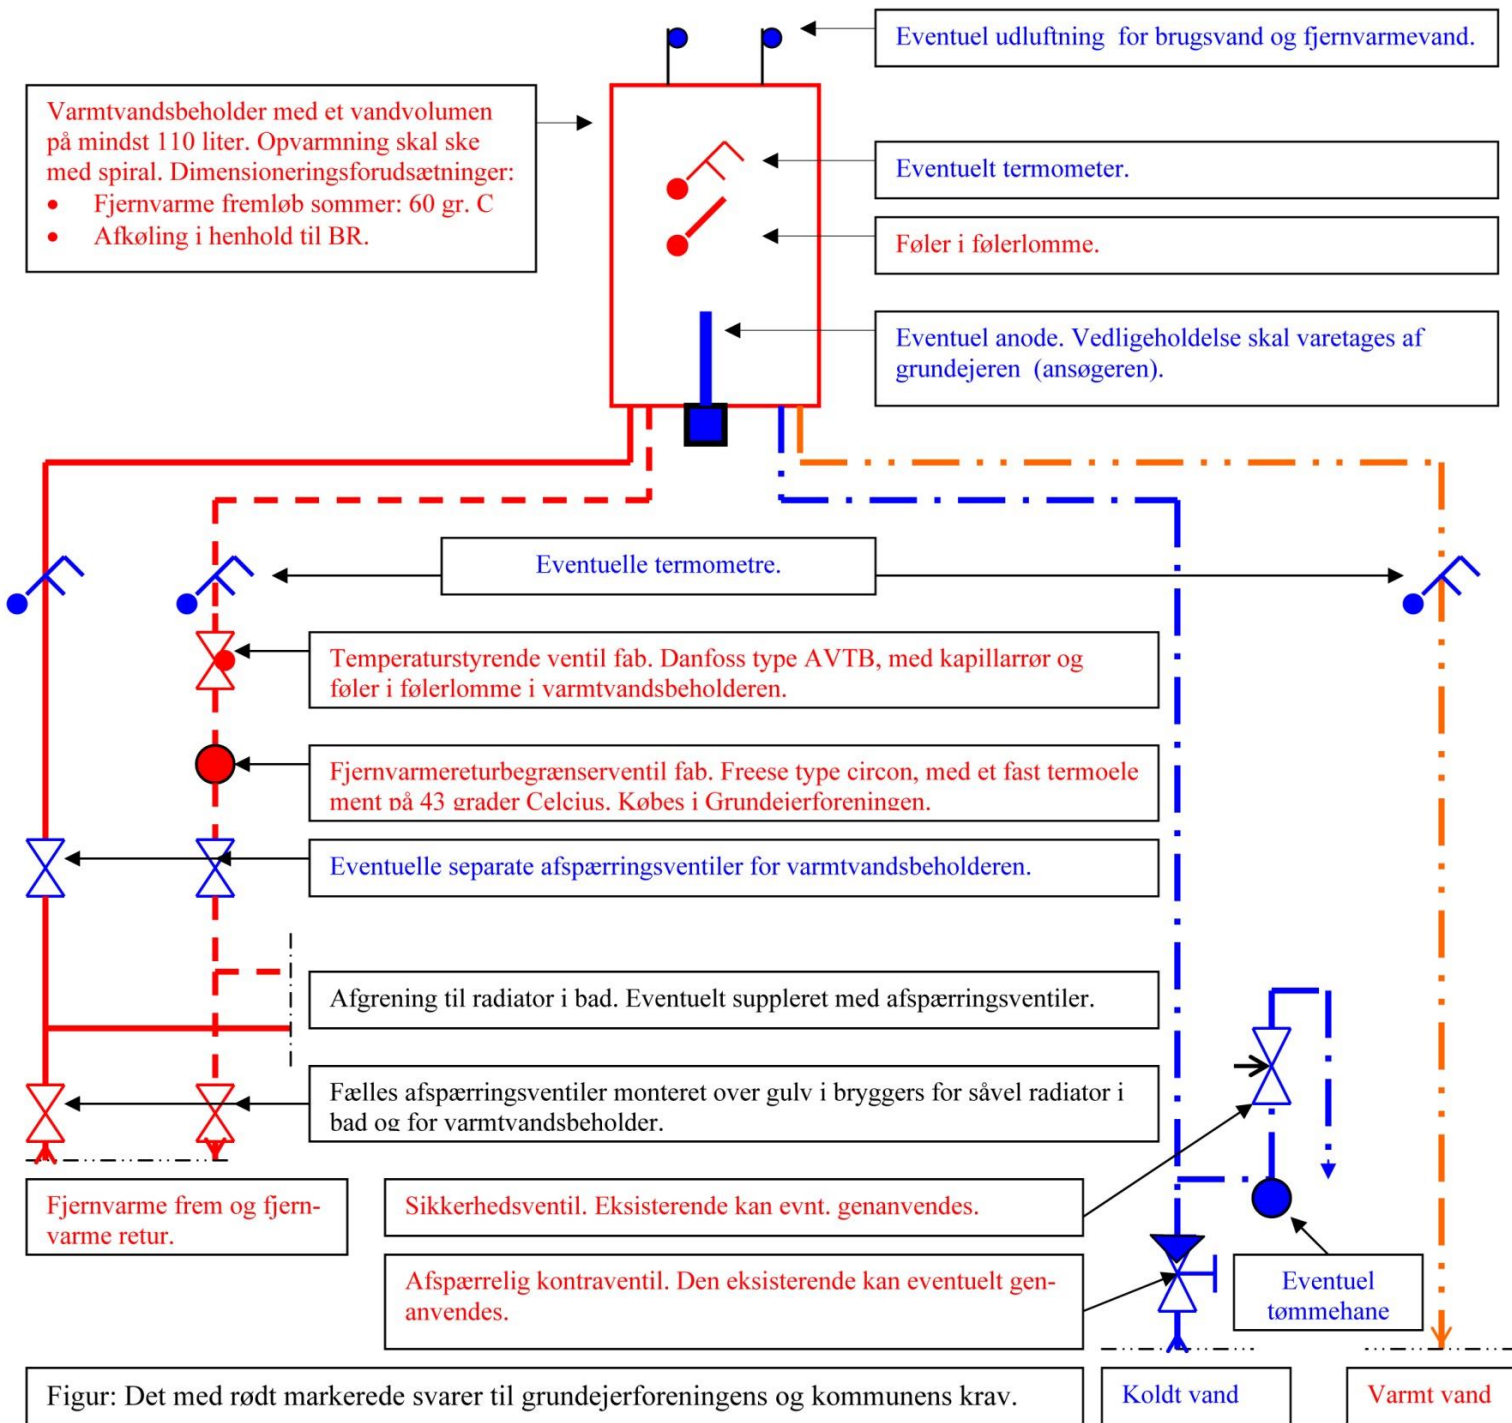 Eventuel udluftning for brugsvand og fjernvarmevand.
Varmtvandsbeholder med et vandvolumen
på mindst 110 liter. Opvarmning skal ske
med spiral. Dimensioneringsforudsætninger:
• Fjernvarme fremløb sommer: 60 gr. C
• Afkøling i henhold til BR.
Eventuelt termometer.
Føler i følerlomme.
Eventuel anode. Vedligeholdelse skal varetages af
grundejeren (ansøgeren).
Eventuelle termometre.
Temperaturstyrende ventil fab. Danfoss type AVTB, med kapillarrør og
føler i følerlomme i varmtvandsbeholderen.
Fjernvarmereturbegrænserventil fab. Freese type circon, med et fast termoele
ment på 43 grader Celcius. Købes i Grundejerforeningen.
Eventuelle separate afspærringsventiler for varmtvandsbeholderen.
Afgrening til radiator i bad. Eventuelt suppleret med afspærringsventiler.
Fælles afspærringsventiler monteret over gulv i bryggers for såvel radiator i
bad og for varmtvandsbeholder.
Fjernvarme frem og fjern-
varme retur.
Sikkerhedsventil. Eksisterende kan evnt. genanvendes.
Afspærrelig kontraventil. Den eksisterende kan eventuelt gen-
anvendes.
Eventuel
tømmehane
Figur: Det med rødt markerede svarer til grundejerforeningens og kommunens krav.
Koldt vand
Varmt vand